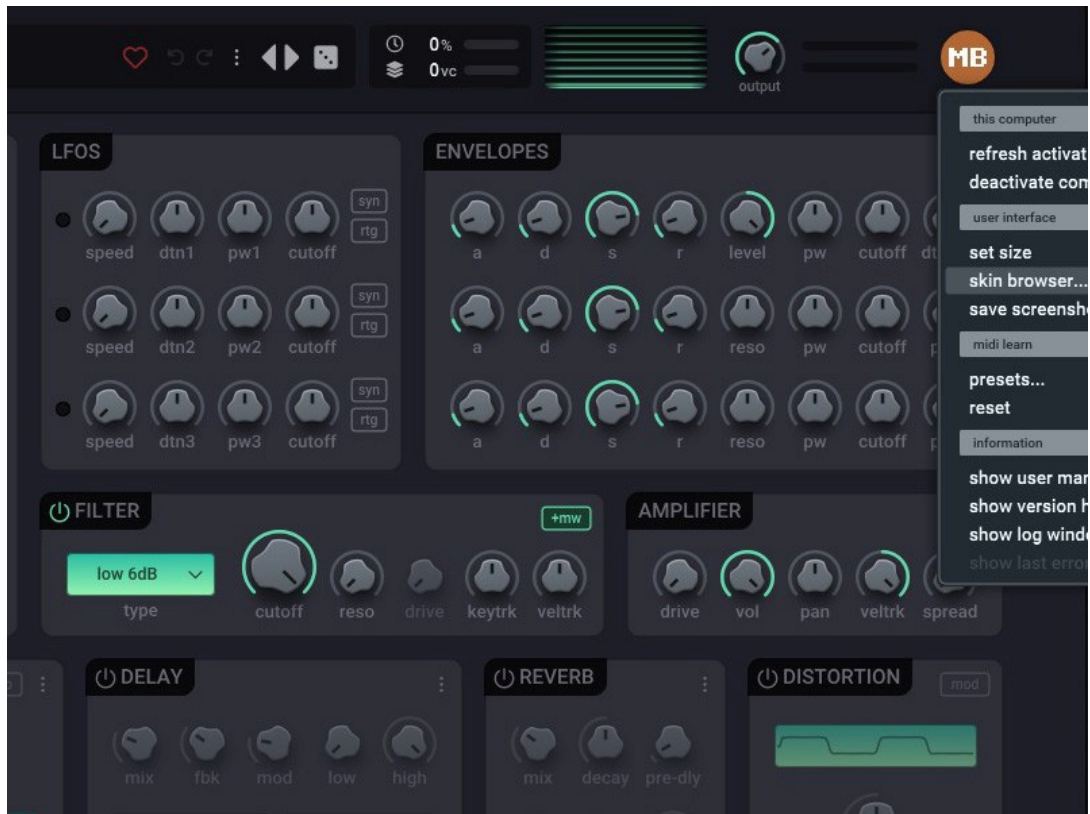 0%
0vc
output
MB
this computer
refresh activat
deactivate com
user interface
set size
skin browser...
save screensh
midi learn
presets...
reset
information
show user mar
show version h
show log wind
show last error
LFOS
speed dtn1 pw1 cutoff syn rtg
speed dtn2 pw2 cutoff syn rtg
speed dtn3 pw3 cutoff syn rtg
ENVELOPES
a d s r level pw cutoff dt
a d s r reso pw cutoff p
a d s r reso pw cutoff p
FILTER
+mw
low 6dB
type cutoff reso drive keytrk veltrk
AMPLIFIER
drive vol pan veltrk spread
DELAY
mix fbk mod low high
REVERB
mix decay pre-dly
DISTORTION
mod